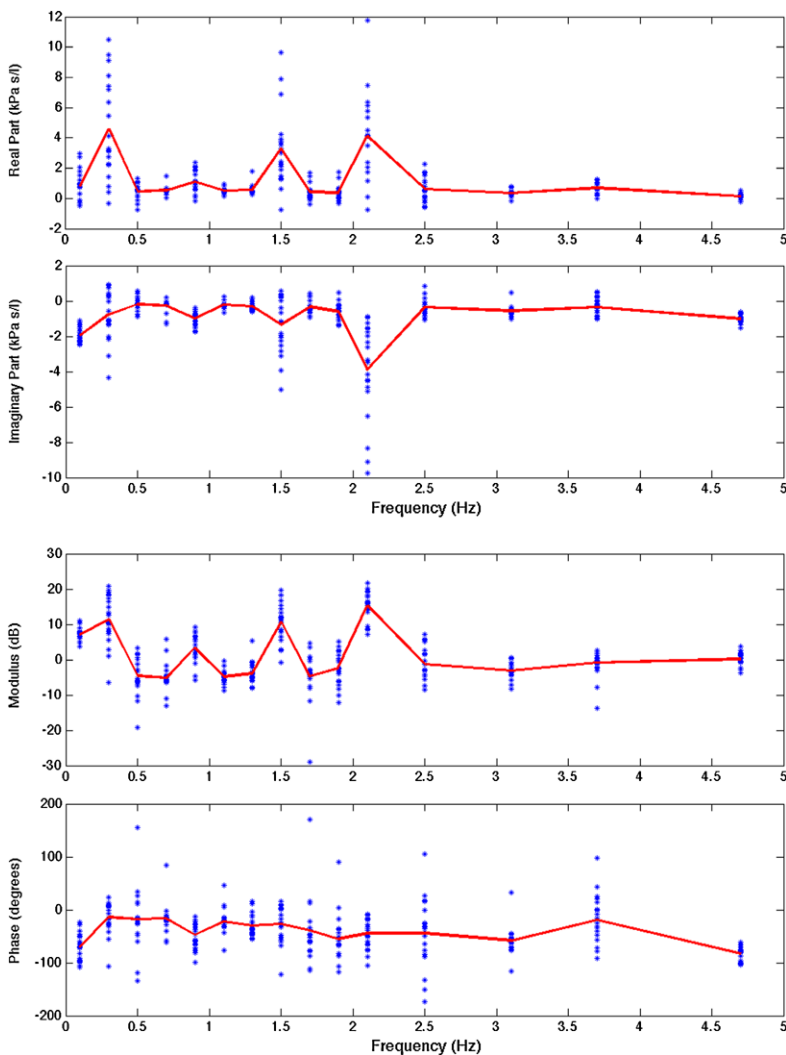 12
10
8
6
4
2
0
-2
Real Part (kPa s/l)
0 0.5 1 1.5 2 2.5 3 3.5 4 4.5 5
2
0
-2
-4
-6
-8
-10
Imaginary Part (kPa s/l)
0 0.5 1 1.5 2 2.5 3 3.5 4 4.5 5
Frequency (Hz)
30
20
10
0
-10
-20
-30
Modulus (dB)
0 0.5 1 1.5 2 2.5 3 3.5 4 4.5 5
200
100
0
-100
-200
Phase (degrees)
0 0.5 1 1.5 2 2.5 3 3.5 4 4.5 5
Frequency (Hz)